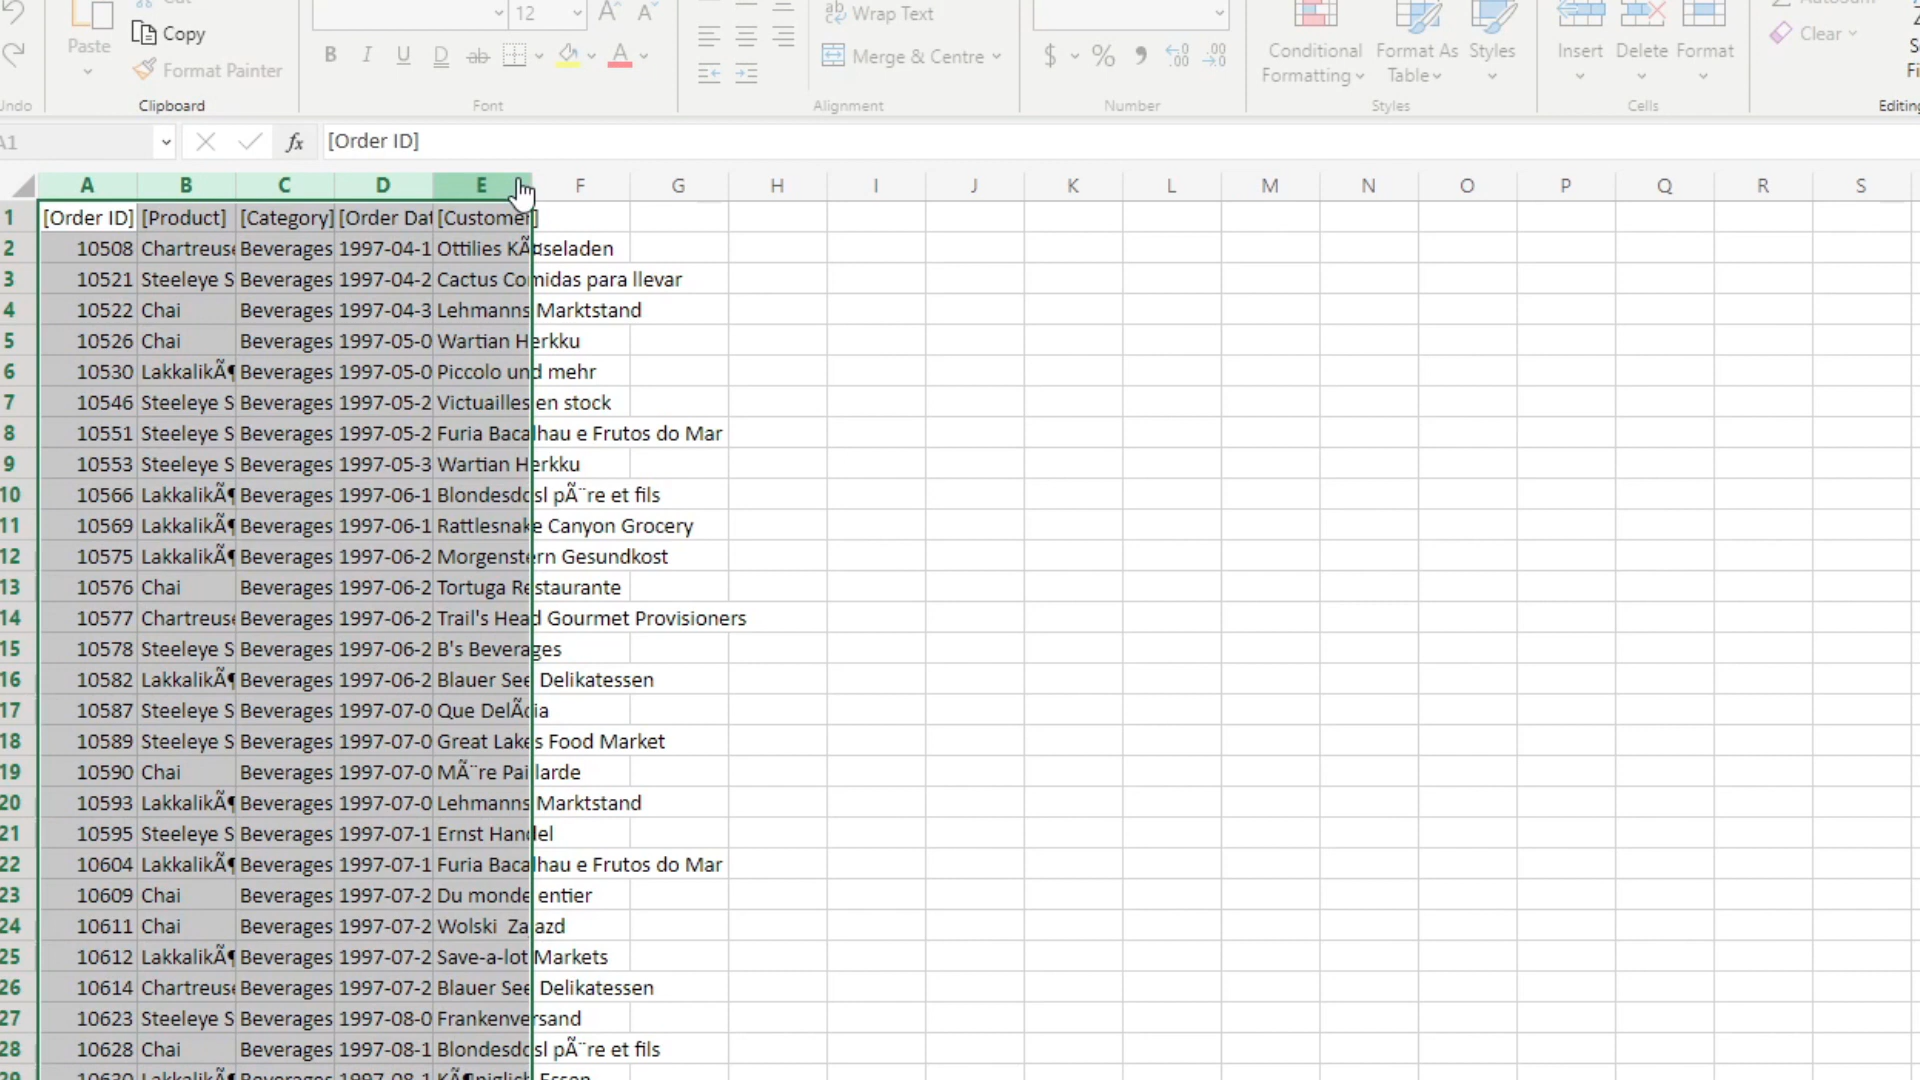 Cut
12
Wrap Text
Autosum
Paste
Copy
B I U D ab
Merge & Centre
$ % 9
Conditional Formatting
Format As Table
Styles
Insert Delete Format
Clear
Format Painter
Undo Clipboard Font Alignment Number Styles Cells Editing
A1 fx [Order ID]
A B C D E F G H I J K L M N O P Q R S
1 [Order ID] [Product] [Category] [Order Dat [Customer]
2 10508 Chartreuse Beverages 1997-04-1 Ottilies KÃ¤seladen
3 10521 Steeleye S Beverages 1997-04-2 Cactus Comidas para llevar
4 10522 Chai Beverages 1997-04-3 Lehmanns Marktstand
5 10526 Chai Beverages 1997-05-0 Wartian Herkku
6 10530 LakkalikÃ¶ Beverages 1997-05-0 Piccolo und mehr
7 10546 Steeleye S Beverages 1997-05-2 Victuailles en stock
8 10551 Steeleye S Beverages 1997-05-2 Furia Bacalhau e Frutos do Mar
9 10553 Steeleye S Beverages 1997-05-3 Wartian Herkku
10 10566 LakkalikÃ¶ Beverages 1997-06-1 Blondesddsl pÃ¨re et fils
11 10569 LakkalikÃ¶ Beverages 1997-06-1 Rattlesnake Canyon Grocery
12 10575 LakkalikÃ¶ Beverages 1997-06-2 Morgenstern Gesundkost
13 10576 Chai Beverages 1997-06-2 Tortuga Restaurante
14 10577 Chartreuse Beverages 1997-06-2 Trail's Head Gourmet Provisioners
15 10578 Steeleye S Beverages 1997-06-2 B's Beverages
16 10582 LakkalikÃ¶ Beverages 1997-06-2 Blauer See Delikatessen
17 10587 Steeleye S Beverages 1997-07-0 Que DelÃ­cia
18 10589 Steeleye S Beverages 1997-07-0 Great Lakes Food Market
19 10590 Chai Beverages 1997-07-0 MÃ¨re Paillarde
20 10593 LakkalikÃ¶ Beverages 1997-07-0 Lehmanns Marktstand
21 10595 Steeleye S Beverages 1997-07-1 Ernst Handel
22 10604 LakkalikÃ¶ Beverages 1997-07-1 Furia Bacalhau e Frutos do Mar
23 10609 Chai Beverages 1997-07-2 Du monde entier
24 10611 Chai Beverages 1997-07-2 Wolski Zajazd
25 10612 LakkalikÃ¶ Beverages 1997-07-2 Save-a-lot Markets
26 10614 Chartreuse Beverages 1997-07-2 Blauer See Delikatessen
27 10623 Steeleye S Beverages 1997-08-0 Frankenversand
28 10628 Chai Beverages 1997-08-1 Blondesddsl pÃ¨re et fils
29 10630 LakkalikÃ¶ Beverages 1997-08-1 KÃ¶niglich Essen